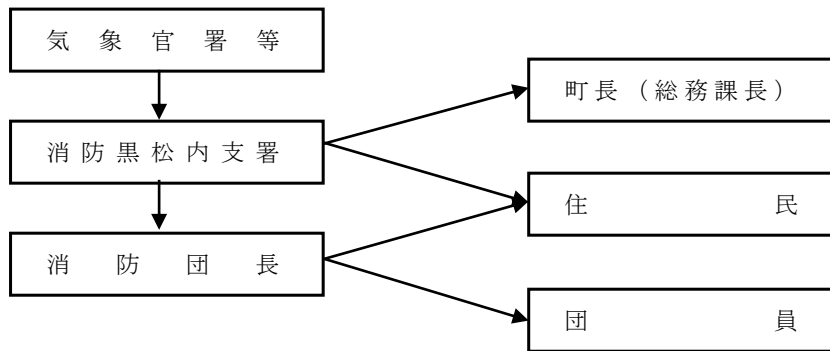 気象官署等
町長（総務課長）
消防黒松内支署
住民
消防団長
団員